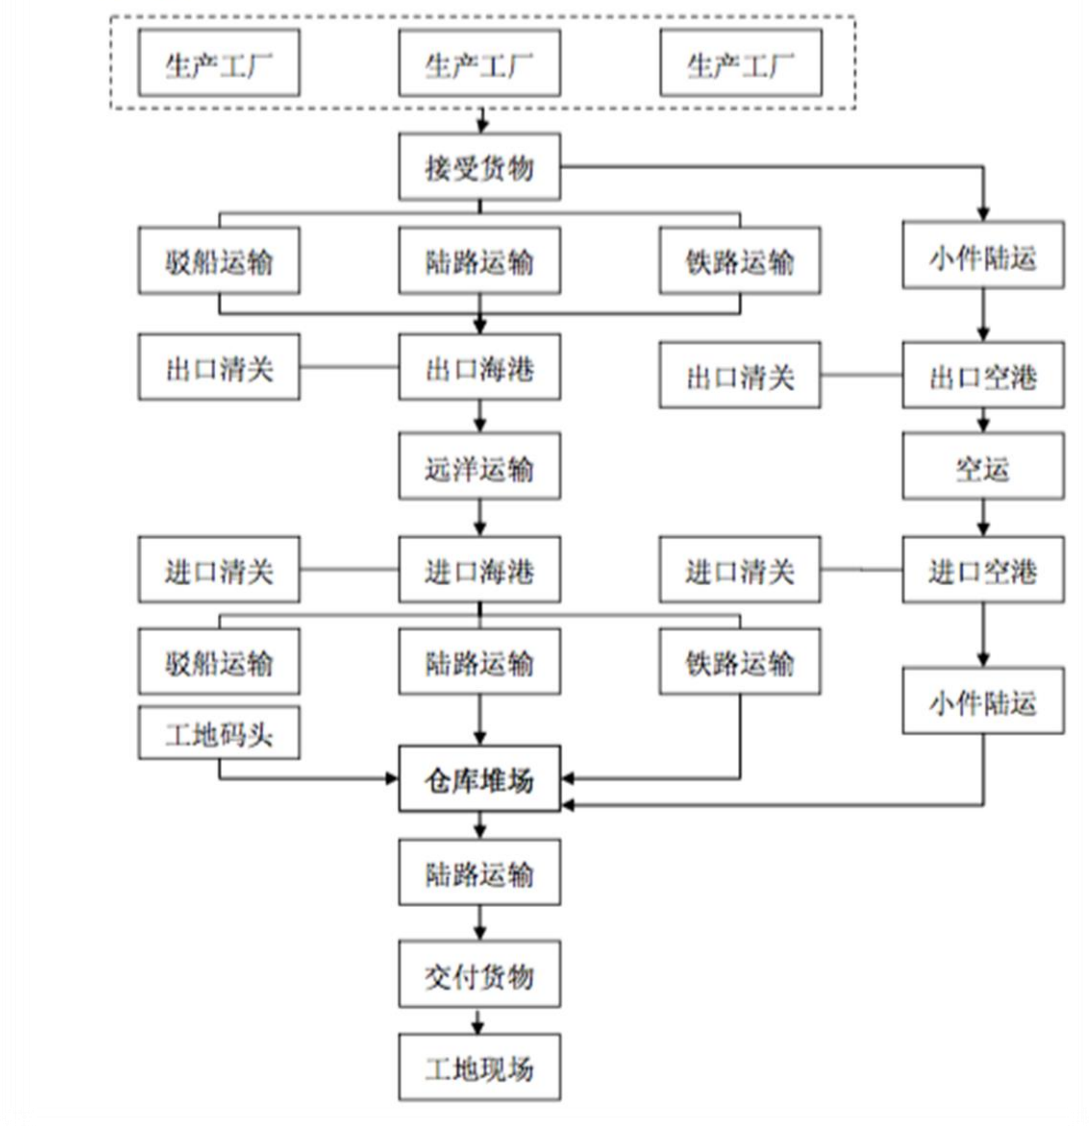 生产工厂
生产工厂
生产工厂
接受货物
驳船运输
陆路运输
铁路运输
小件陆运
出口清关
出口海港
出口清关
出口空港
远洋运输
空运
进口清关
进口海港
进口清关
进口空港
驳船运输
陆路运输
铁路运输
小件陆运
工地码头
仓库堆场
陆路运输
交付货物
工地现场